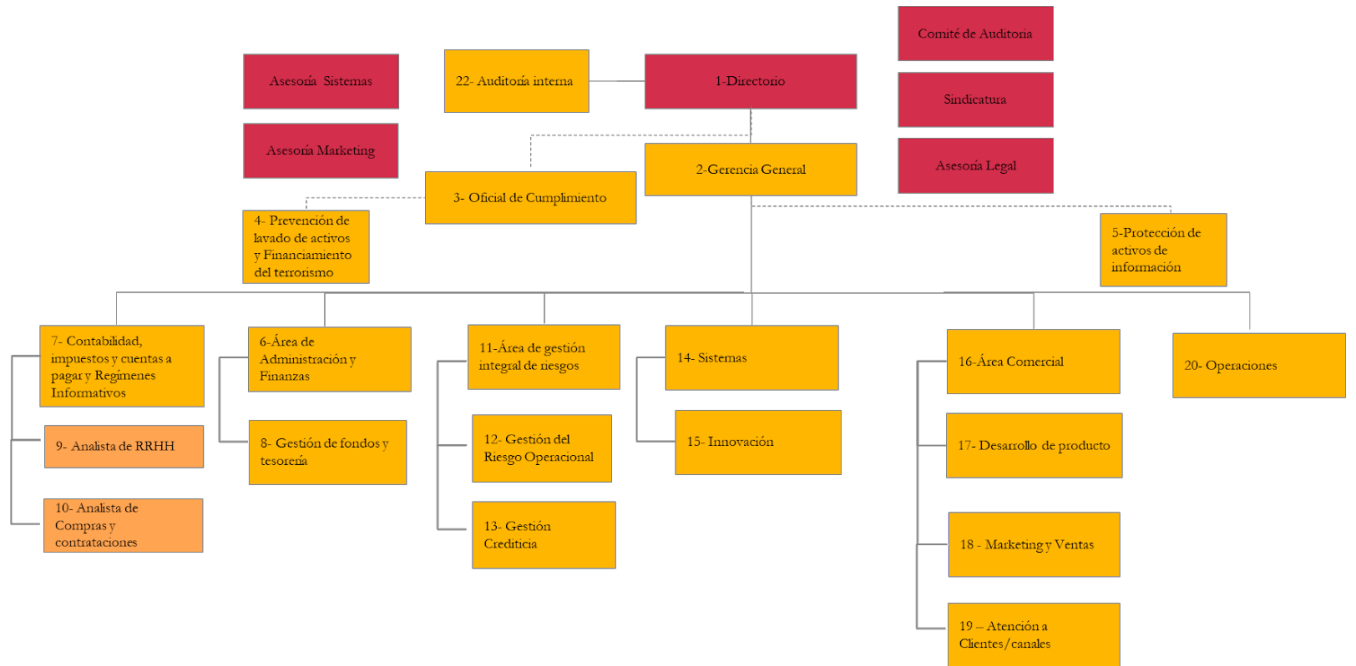 Comité de Auditoria
22- Auditoría interna
1-Directorio
Asesoría  Sistemas
Sindicatura
Asesoría Marketing
2-Gerencia General
Asesoría Legal
3- Oficial de Cumplimiento
4- Prevención de
lavado de activos
y Financiamiento
del terrorismo
5-Protección de
activos de
información
7- Contabilidad,
impuestos y cuentas a
pagar y Regímenes
Informativos
6-Área de
Administración y
Finanzas
11-Área de gestión
integral de riesgos
14- Sistemas
16-Área Comercial
20- Operaciones
9- Analista de RRHH
8- Gestión de fondos y
tesorería
12- Gestión del
Riesgo Operacional
15- Innovación
17- Desarrollo de producto
10- Analista de
Compras y
contrataciones
13- Gestión
Crediticia
18 - Marketing y Ventas
19 – Atención a
Clientes/canales